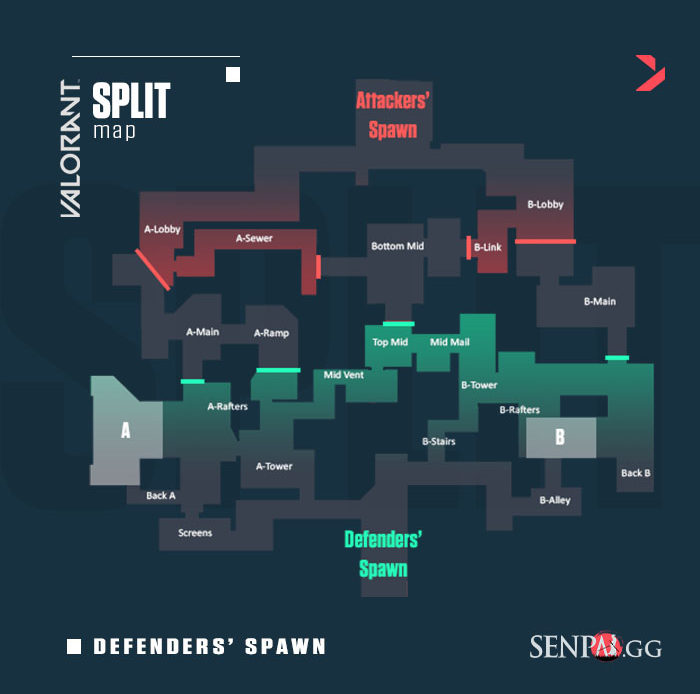 VALORANT
SPLIT
map
Attackers'
Spawn
A-Lobby
B-Lobby
A-Sewer
Bottom Mid
B-Link
B-Main
A-Main
A-Ramp
Top Mid
Mid Mail
Mid Vent
B-Tower
A-Rafters
B-Rafters
A
B
B-Stairs
A-Tower
Back B
Back A
B-Alley
Screens
Defenders'
Spawn
DEFENDERS' SPAWN
SENPAI.GG